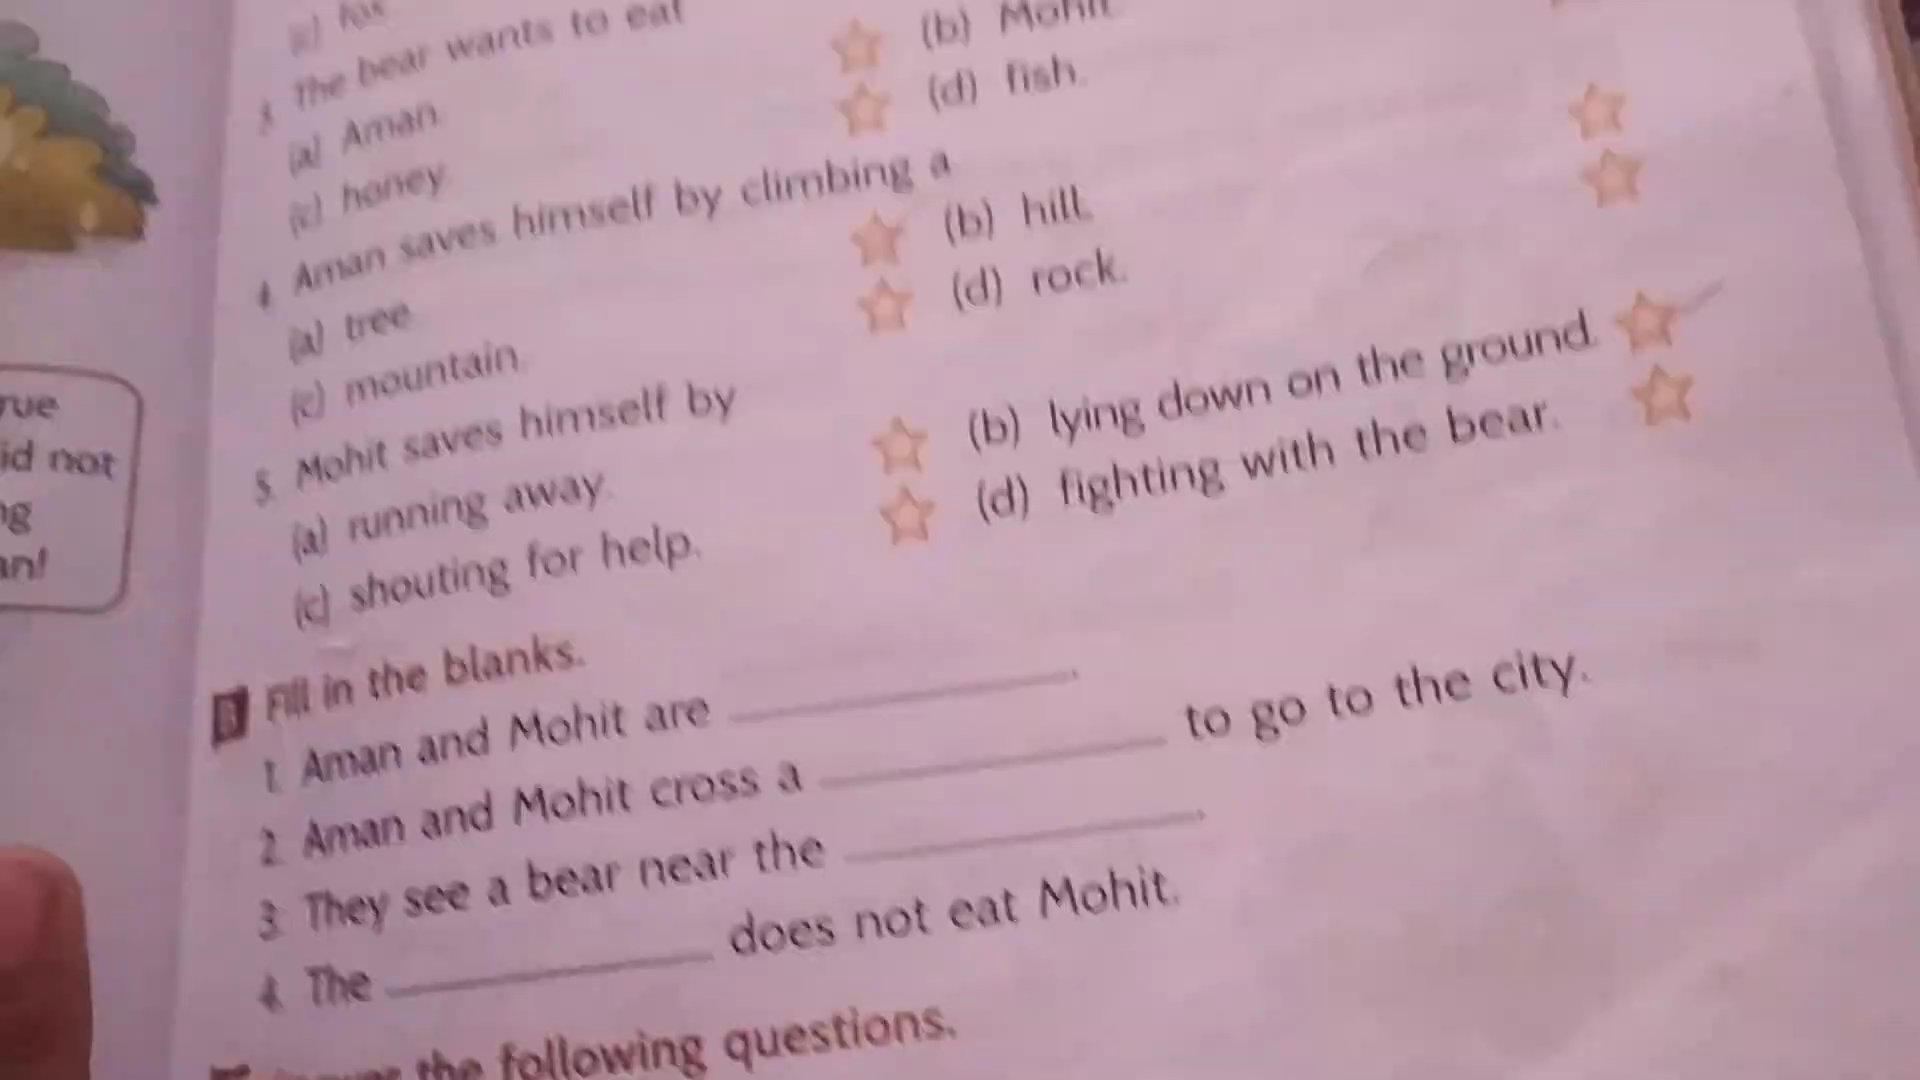 (c) fox
3. The bear wants to eat
(a) Aman. (b) Mohit.
(c) honey. (d) fish.
4. Aman saves himself by climbing a
(a) tree. (b) hill.
(c) mountain. (d) rock.
5. Mohit saves himself by
(a) running away. (b) lying down on the ground.
(c) shouting for help. (d) fighting with the bear.
B Fill in the blanks.
1. Aman and Mohit are ____.
2. Aman and Mohit cross a ____ to go to the city.
3. They see a bear near the ____.
4. The ____ does not eat Mohit.
the following questions.
id not